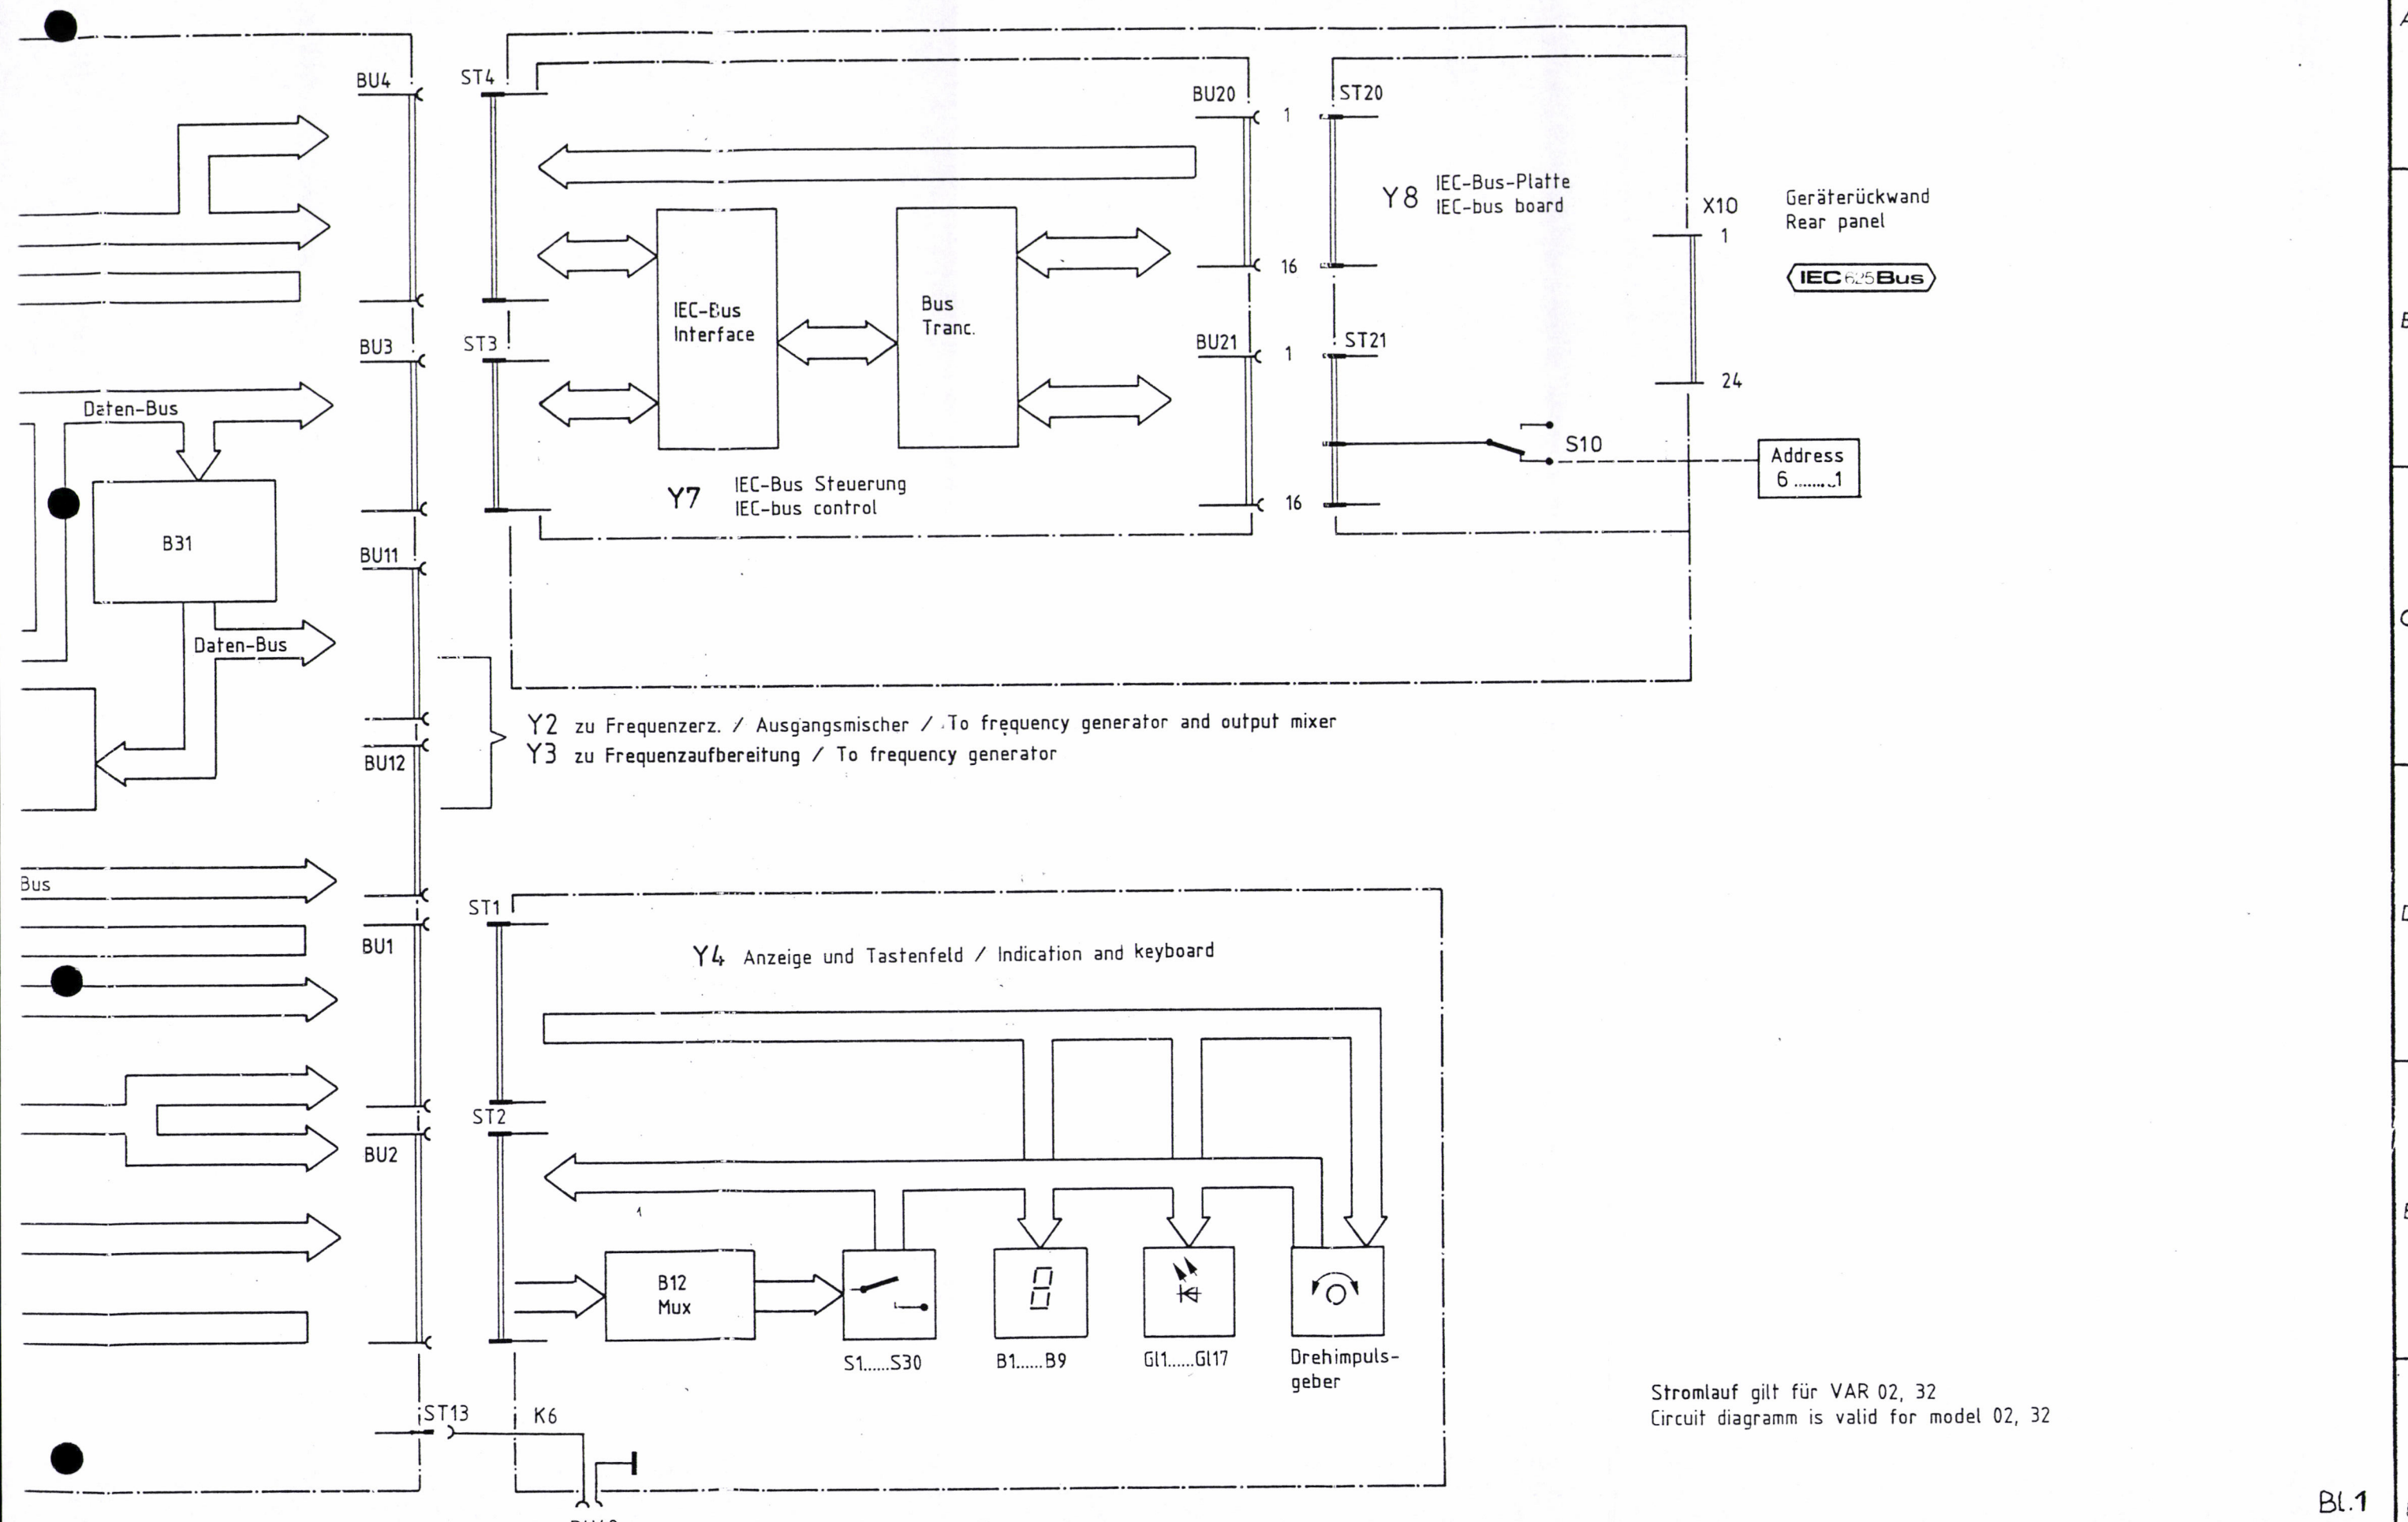 BU4
ST4
BU20
1
ST20
Y8
IEC-Bus-Platte
IEC-bus board
X10
1
Geräterückwand
Rear panel
16
IEC625Bus
IEC-Bus
Interface
Bus
Tranc.
BU3
ST3
BU21
1
ST21
24
Daten-Bus
S10
Address
6........1
Y7
IEC-Bus Steuerung
IEC-bus control
16
B31
BU11
Daten-Bus
Y2 zu Frequenzerz. / Ausgangsmischer / To frequency generator and output mixer
Y3 zu Frequenzaufbereitung / To frequency generator
BU12
Bus
ST1
BU1
Y4 Anzeige und Tastenfeld / Indication and keyboard
ST2
BU2
B12
Mux
S1......S30
B1......B9
Gl1......Gl17
Drehimpuls-
geber
ST13
K6
Stromlauf gilt für VAR 02, 32
Circuit diagramm is valid for model 02, 32
Bl.1